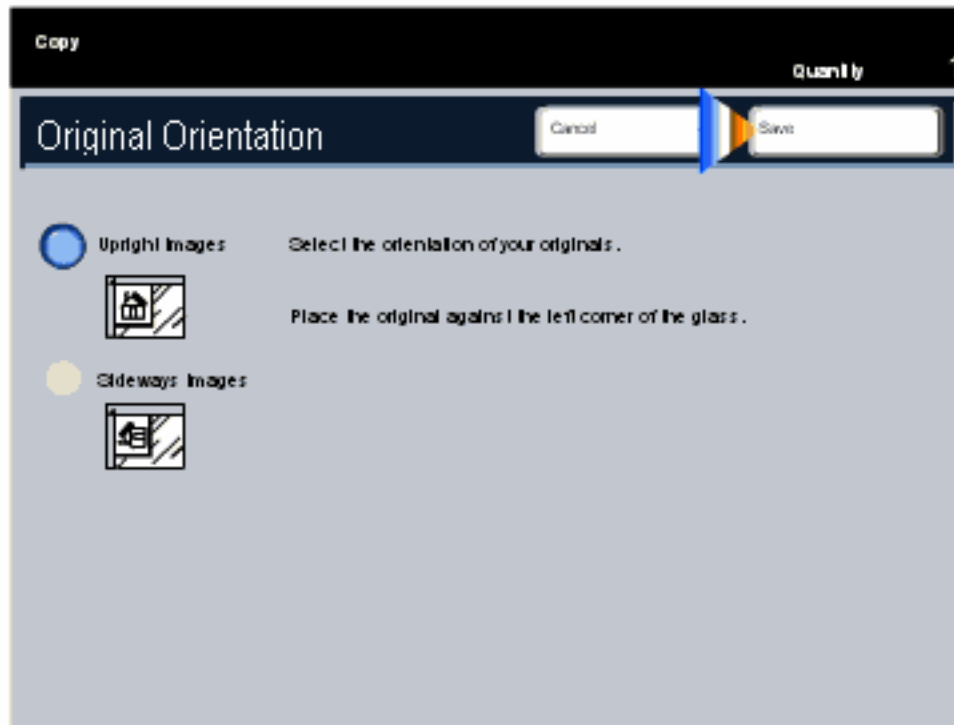 Copy
Quantity
Original Orientation
Cancel
Save
Upright Images
Select the orientation of your originals.
Place the original against the left corner of the glass.
Sideways Images